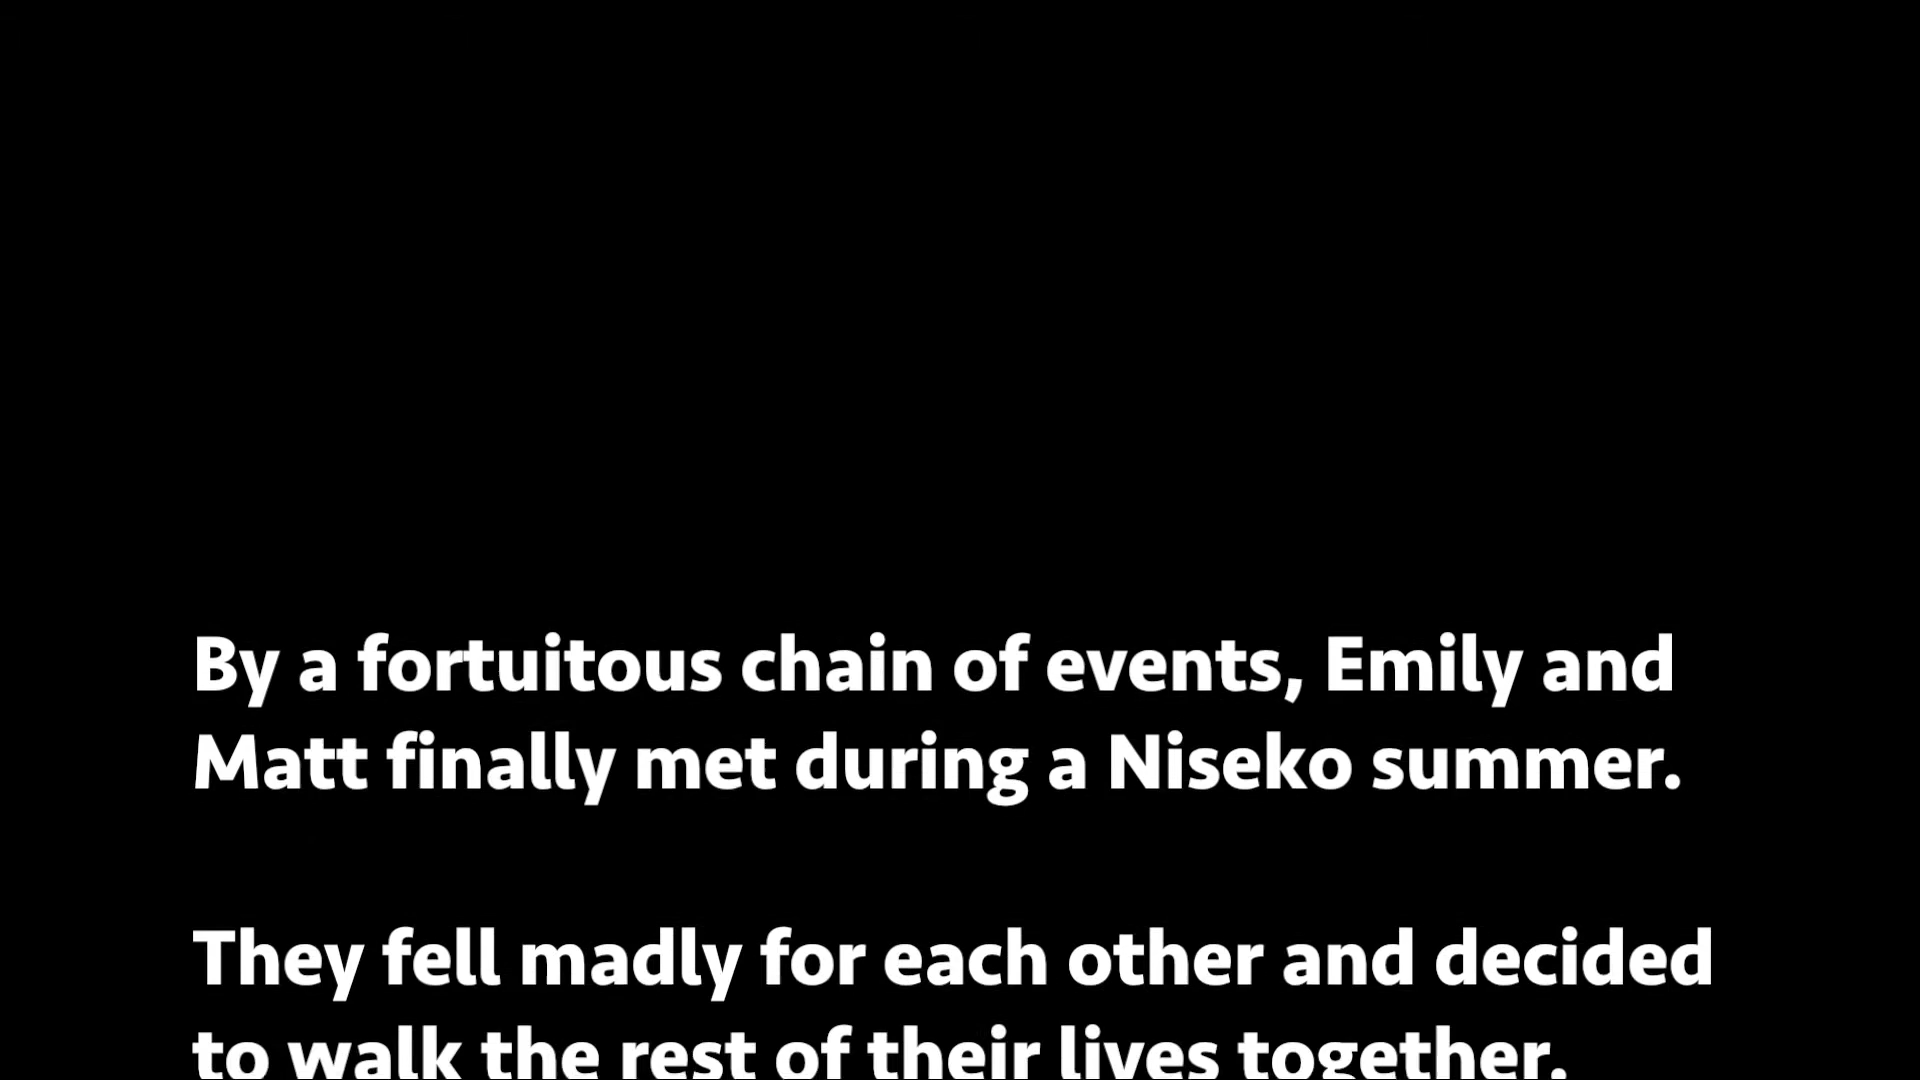 By a fortuitous chain of events, Emily and
Matt finally met during a Niseko summer.
They fell madly for each other and decided
to walk the rest of their lives together.